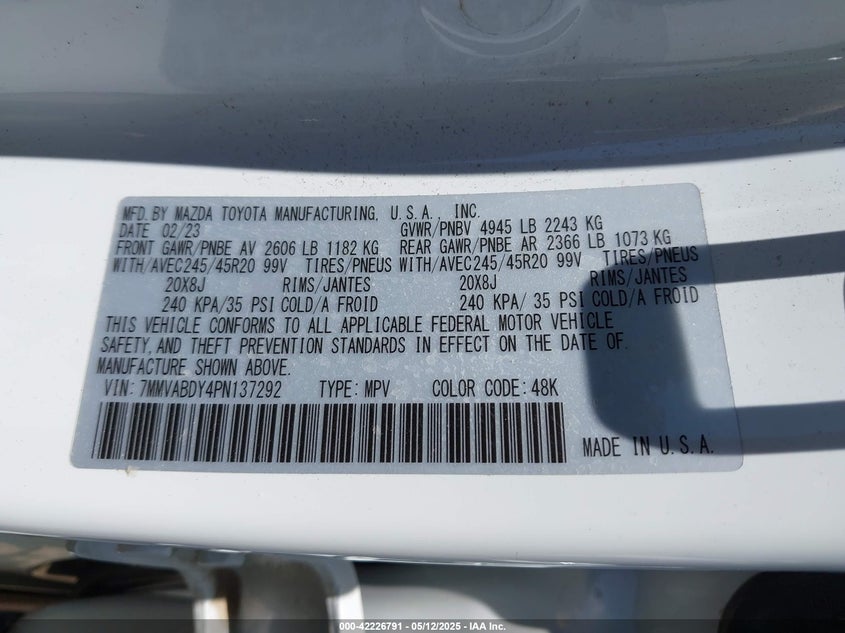 MFD. BY MAZDA TOYOTA MANUFACTURING, U.S.A. INC.
DATE 02/23 GVWR/PNBV 4945 LB 2243 KG
FRONT GAWR/PNBE AV 2606 LB 1182 KG REAR GAWR/PNBE AR 2366 LB 1073 KG
WITH/AVEC245/45R20 99V TIRES/PNEUS WITH/AVEC245/45R20 99V TIRES/PNEUS
20X8J RIMS/JANTES 20X8J RIMS/JANTES
240 KPA/35 PSI COLD/A FROID 240 KPA/ 35 PSI COLD/A FROID
THIS VEHICLE CONFORMS TO ALL APPLICABLE FEDERAL MOTOR VEHICLE
SAFETY, AND THEFT PREVENTION STANDARDS IN EFFECT ON THE DATE OF.
MANUFACTURE SHOWN ABOVE.
VIN: 7MMVABDY4PN137292 TYPE: MPV COLOR CODE: 48K
MADE IN U.S.A.
000-42226791 - 05/12/2025 - IAA Inc.